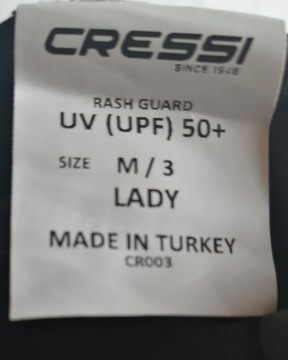 CRESSI
SINCE 1946
RASH GUARD
UV (UPF) 50+
SIZE M / 3
LADY
MADE IN TURKEY
CR003